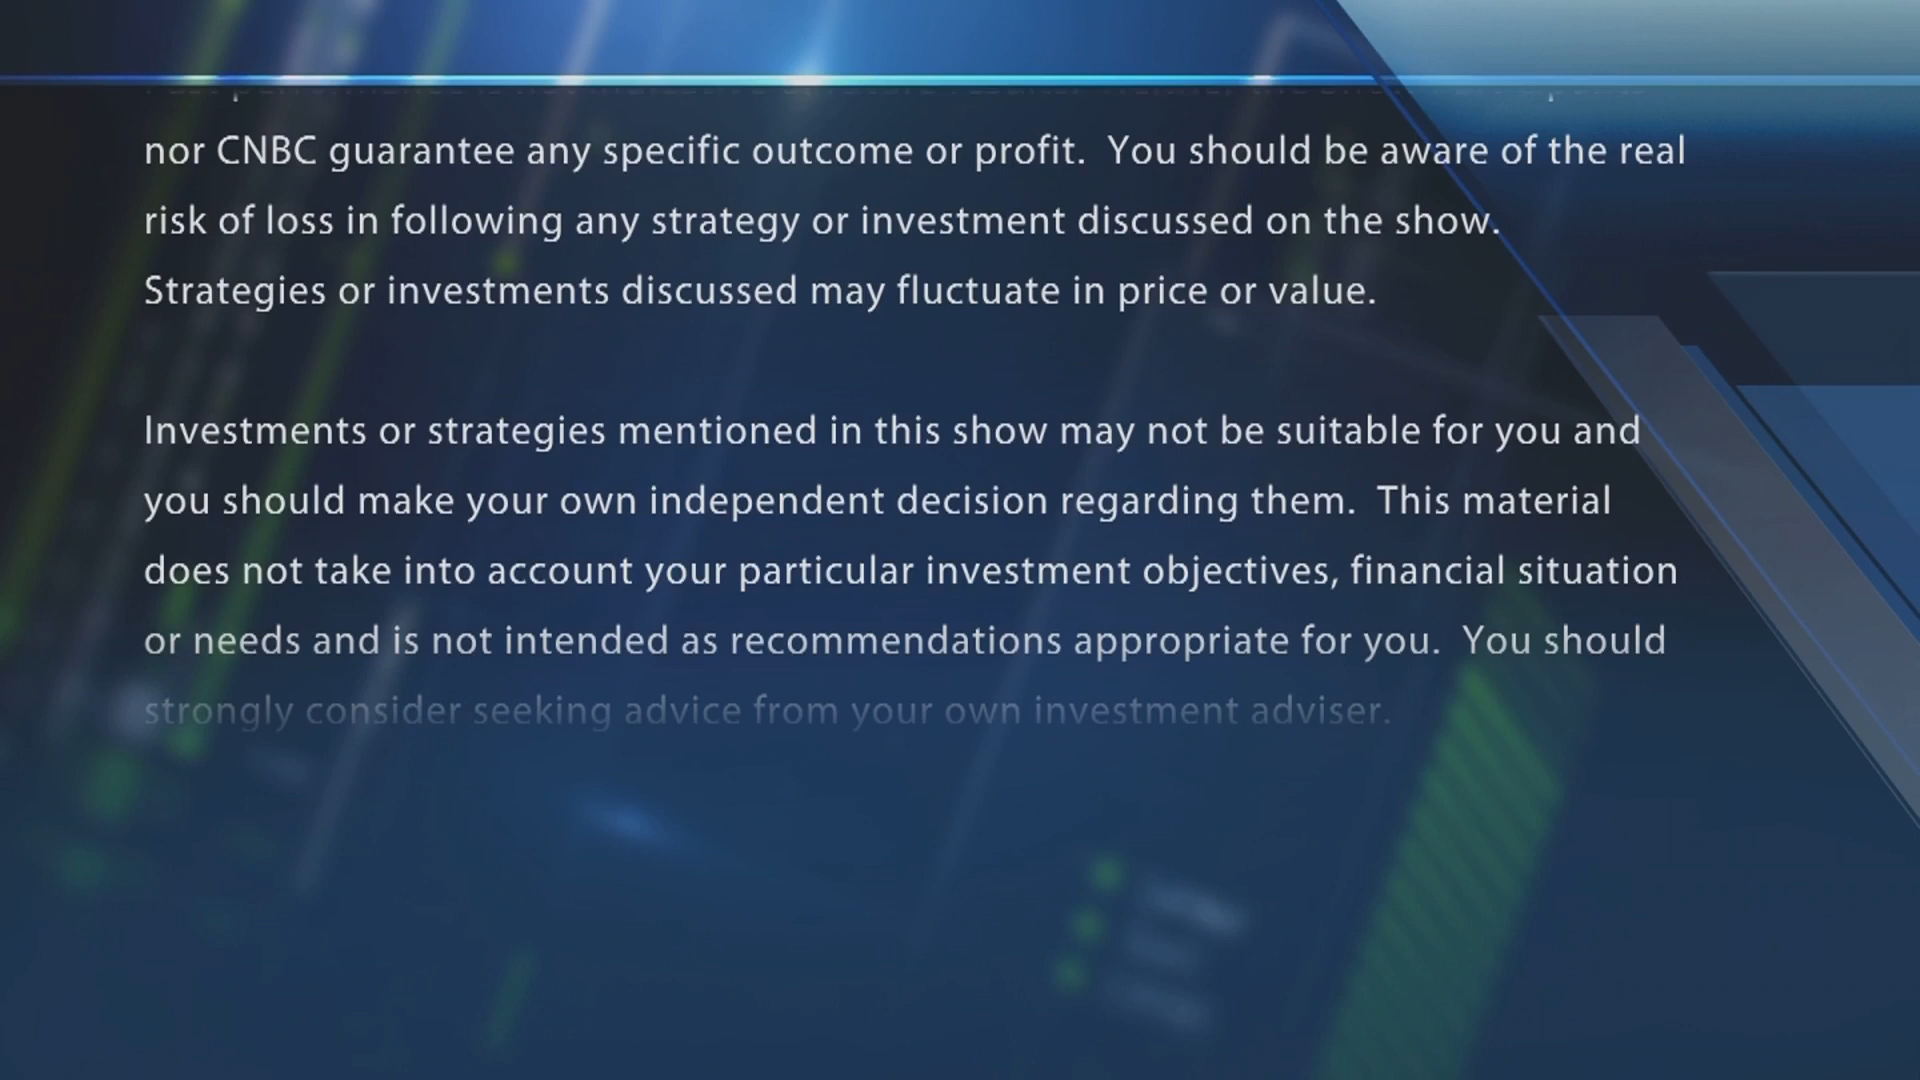 nor CNBC guarantee any specific outcome or profit.  You should be aware of the real
risk of loss in following any strategy or investment discussed on the show.
Strategies or investments discussed may fluctuate in price or value.
Investments or strategies mentioned in this show may not be suitable for you and
you should make your own independent decision regarding them.  This material
does not take into account your particular investment objectives, financial situation
or needs and is not intended as recommendations appropriate for you.  You should
strongly consider seeking advice from your own investment adviser.